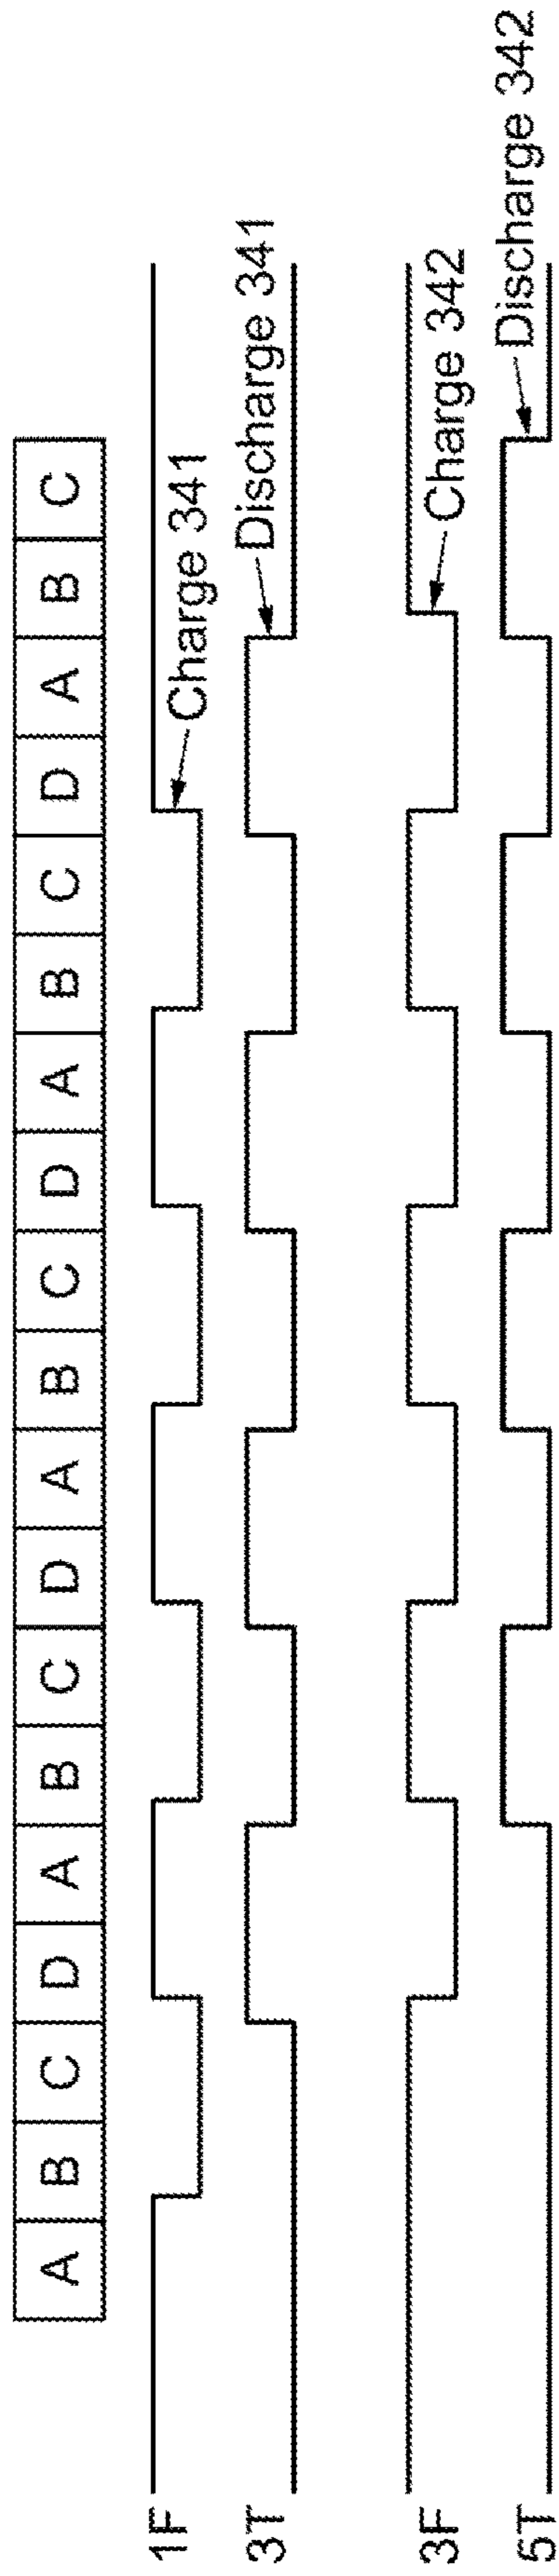 A B C D A B C D A B C D A B C D A B C
1F
Charge 341
3T
Discharge 341
3F
Charge 342
5T
Discharge 342